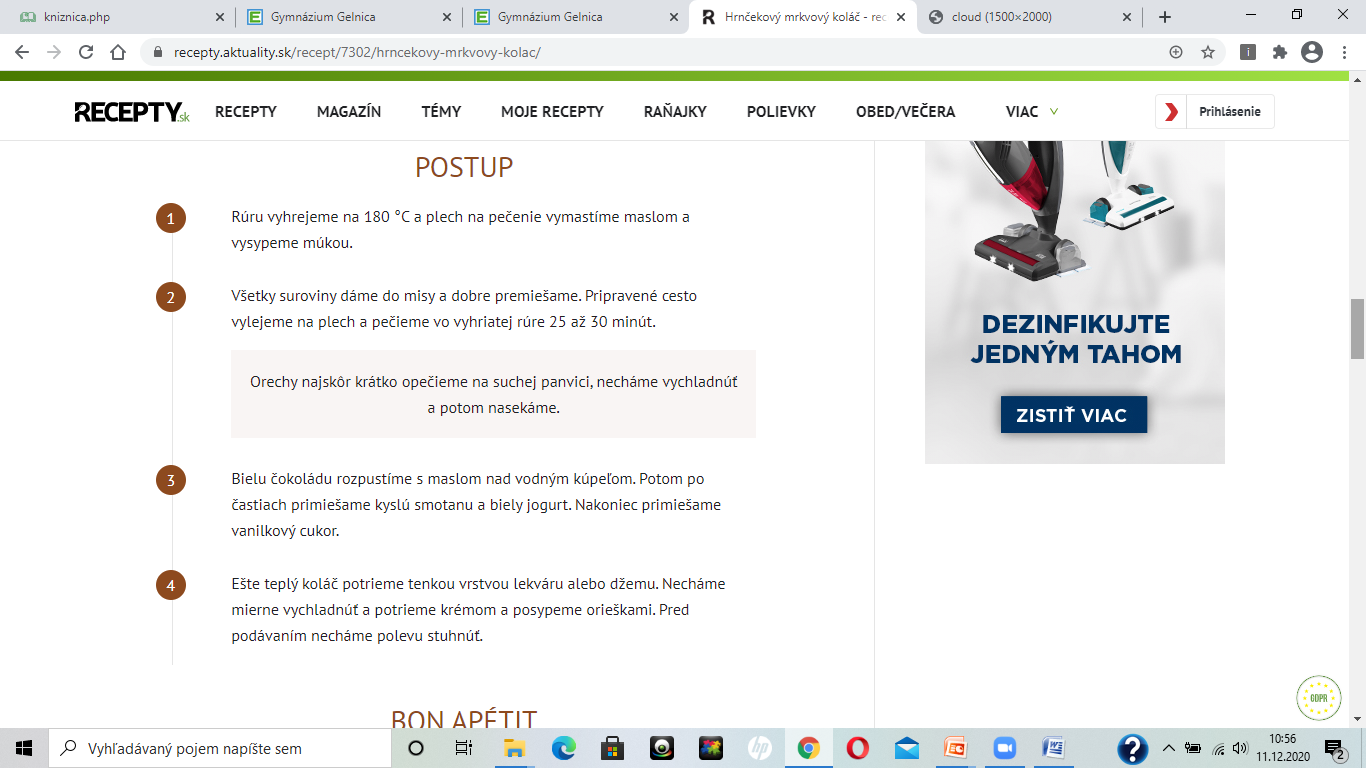 kniznica.php
Gymnázium Gelnica
Gymnázium Gelnica
Hrnčekový mrkvový koláč - rec
cloud (1500×2000)
recepty.aktuality.sk/recept/7302/hrncekovy-mrkvovy-kolac/
RECEPTY.sk
RECEPTY
MAGAZÍN
TÉMY
MOJE RECEPTY
RAŇAJKY
POLIEVKY
OBED/VEČERA
VIAC
Prihlásenie
POSTUP
1
Rúru vyhrejeme na 180 °C a plech na pečenie vymastíme maslom a
vysypeme múkou.
2
Všetky suroviny dáme do misy a dobre premiešame. Pripravené cesto
vylejeme na plech a pečieme vo vyhriatej rúre 25 až 30 minút.
Orechy najskôr krátko opečieme na suchej panvici, necháme vychladnúť
a potom nasekáme.
3
Bielu čokoládu rozpustíme s maslom nad vodným kúpeľom. Potom po
častiach primiešame kyslú smotanu a biely jogurt. Nakoniec primiešame
vanilkový cukor.
4
Ešte teplý koláč potrieme tenkou vrstvou lekváru alebo džemu. Necháme
mierne vychladnúť a potrieme krémom a posypeme orieškami. Pred
podávaním necháme polevu stuhnúť.
BON APÉTIT
DEZINFIKUJTE
JEDNÝM TAHOM
ZISTIŤ VIAC
GDPR
Vyhľadávaný pojem napíšte sem
10:56
11.12.2020
2